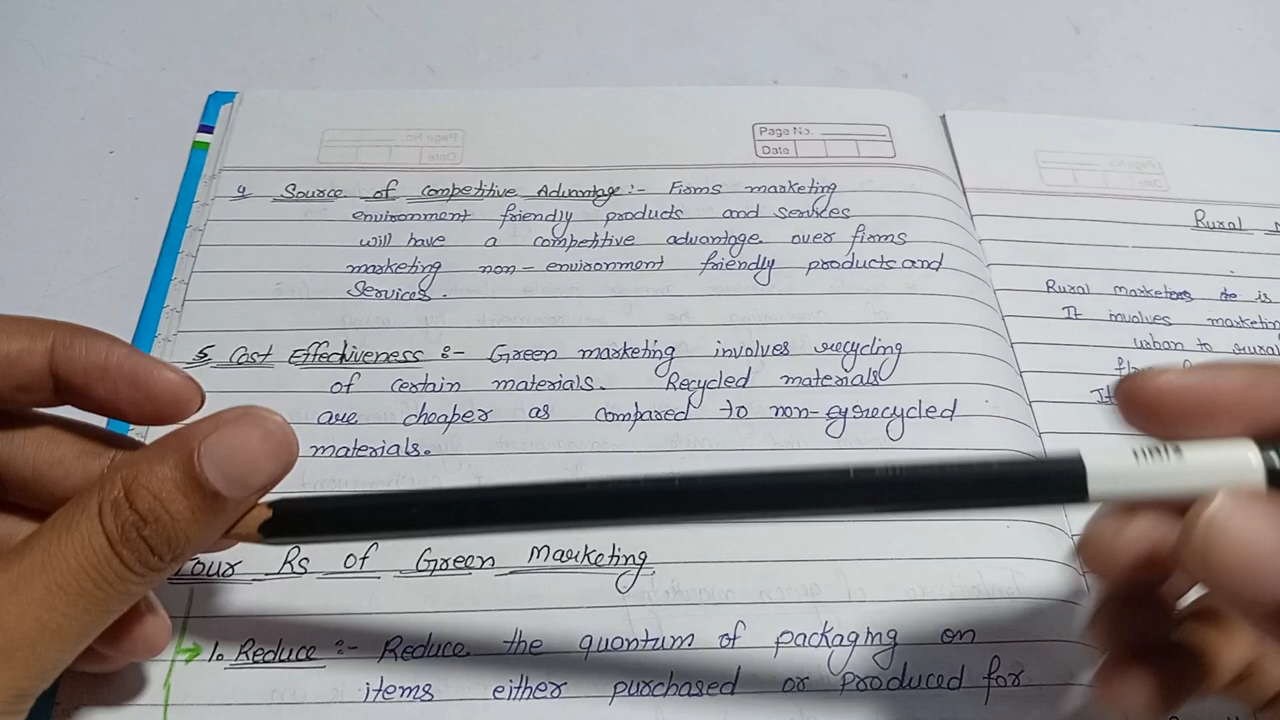 Page No.
Date
4 Source of Competitive Advantage :- Firms marketing
environment friendly products and services
will have a competitive advantage over firms
marketing non-environment friendly products and
Services.
5 Cost Effectiveness :- Green marketing involves recycling
of certain materials. Recycled materials
are cheaper as compared to non-
materials.
Four Rs of Green Marketing
1. Reduce :- Reduce the quantum of packaging on
items either purchased or produced for
Rural
Rural is
It involves marketing
urban to rural
It